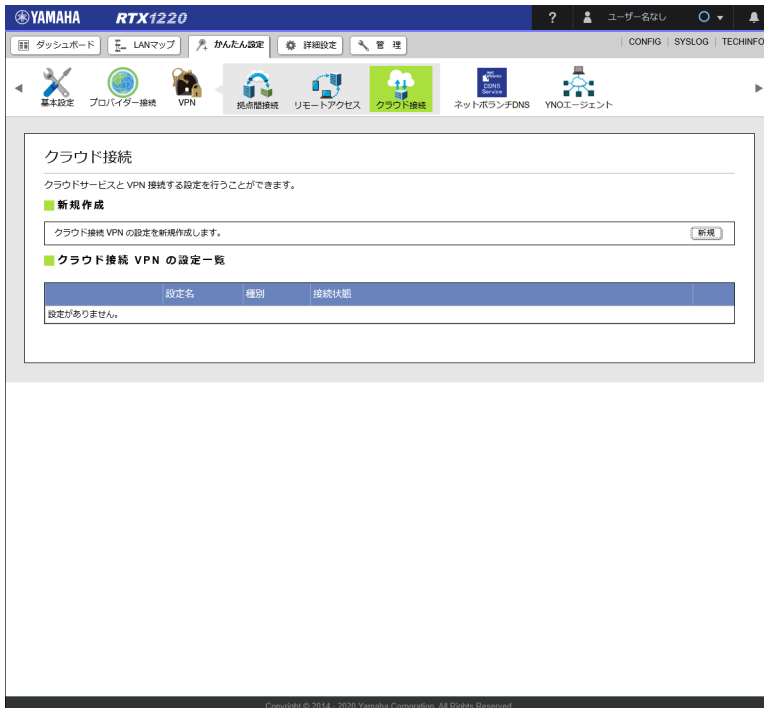 YAMAHA RTX1220 ? ユーザー名なし
ダッシュボード LANマップ かんたん設定 詳細設定 管理 CONFIG SYSLOG TECHINFO
基本設定 プロバイダー接続 VPN 拠点間接続 リモートアクセス クラウド接続 ネットボランチDNS YNOエージェント
クラウド接続
クラウドサービスと VPN 接続する設定を行うことができます。
新規作成
クラウド接続 VPN の設定を新規作成します。 新規
クラウド接続 VPN の設定一覧
設定名 種別 接続状態
設定がありません。
Copyright © 2014 - 2020 Yamaha Corporation. All Rights Reserved.